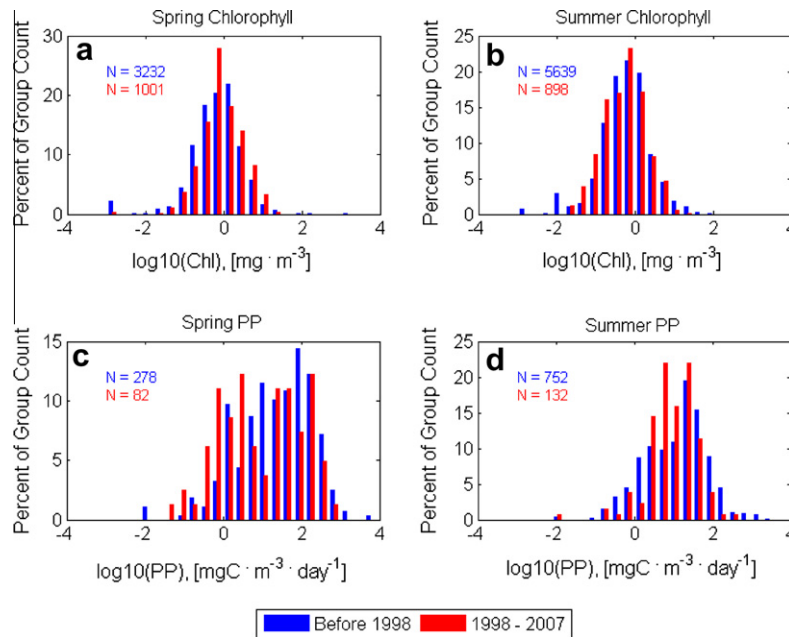 Spring Chlorophyll
a
N = 3232
N = 1001
Percent of Group Count
30
20
10
0
-4 -2 0 2 4
log10(Chl), [mg · m⁻³]
Summer Chlorophyll
b
N = 5639
N = 898
Percent of Group Count
25
20
15
10
5
0
-4 -2 0 2 4
log10(Chl), [mg · m⁻³]
Spring PP
c
N = 278
N = 82
Percent of Group Count
15
10
5
0
-4 -2 0 2 4
log10(PP), [mgC · m⁻³ · day⁻¹]
Summer PP
d
N = 752
N = 132
Percent of Group Count
25
20
15
10
5
0
-4 -2 0 2 4
log10(PP), [mgC · m⁻³ · day⁻¹]
Before 1998 1998 - 2007